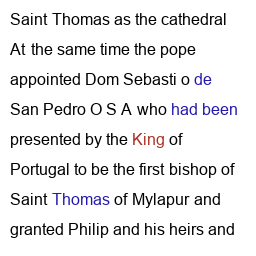 Saint Thomas as the cathedral
At the same time the pope
appointed Dom Sebasti o de
San Pedro O S A who had been
presented by the King of
Portugal to be the first bishop of
Saint Thomas of Mylapur and
granted Philip and his heirs and